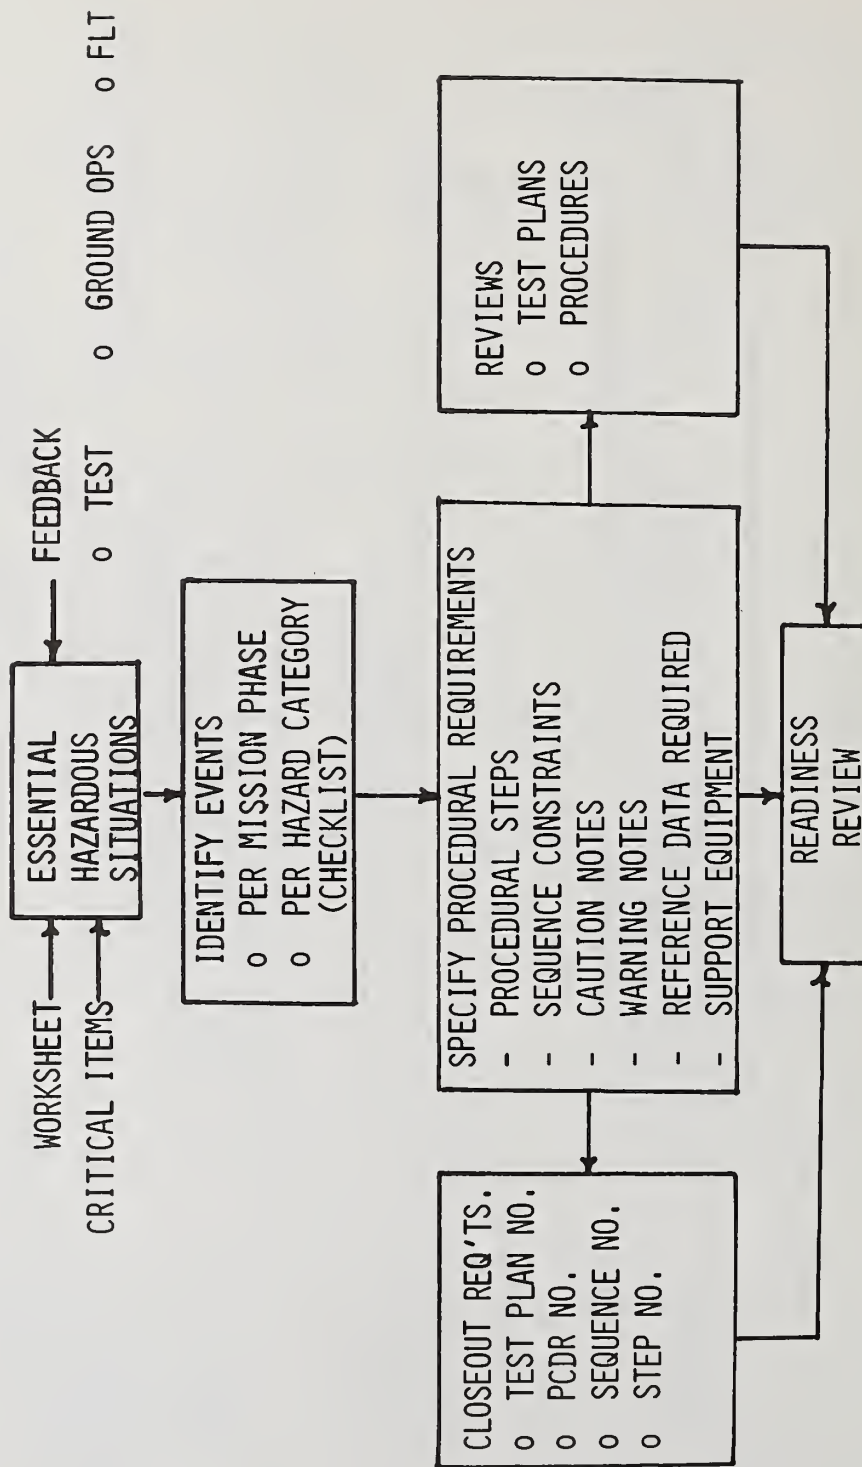 WORKSHEET
CRITICAL ITEMS
ESSENTIAL
HAZARDOUS
SITUATIONS
FEEDBACK
o TEST o GROUND OPS o FLT
IDENTIFY EVENTS
o PER MISSION PHASE
o PER HAZARD CATEGORY
(CHECKLIST)
CLOSEOUT REQ'TS.
o TEST PLAN NO.
o PCDR NO.
o SEQUENCE NO.
o STEP NO.
SPECIFY PROCEDURAL REQUIREMENTS
- PROCEDURAL STEPS
- SEQUENCE CONSTRAINTS
- CAUTION NOTES
- WARNING NOTES
- REFERENCE DATA REQUIRED
- SUPPORT EQUIPMENT
REVIEWS
o TEST PLANS
o PROCEDURES
READINESS
REVIEW